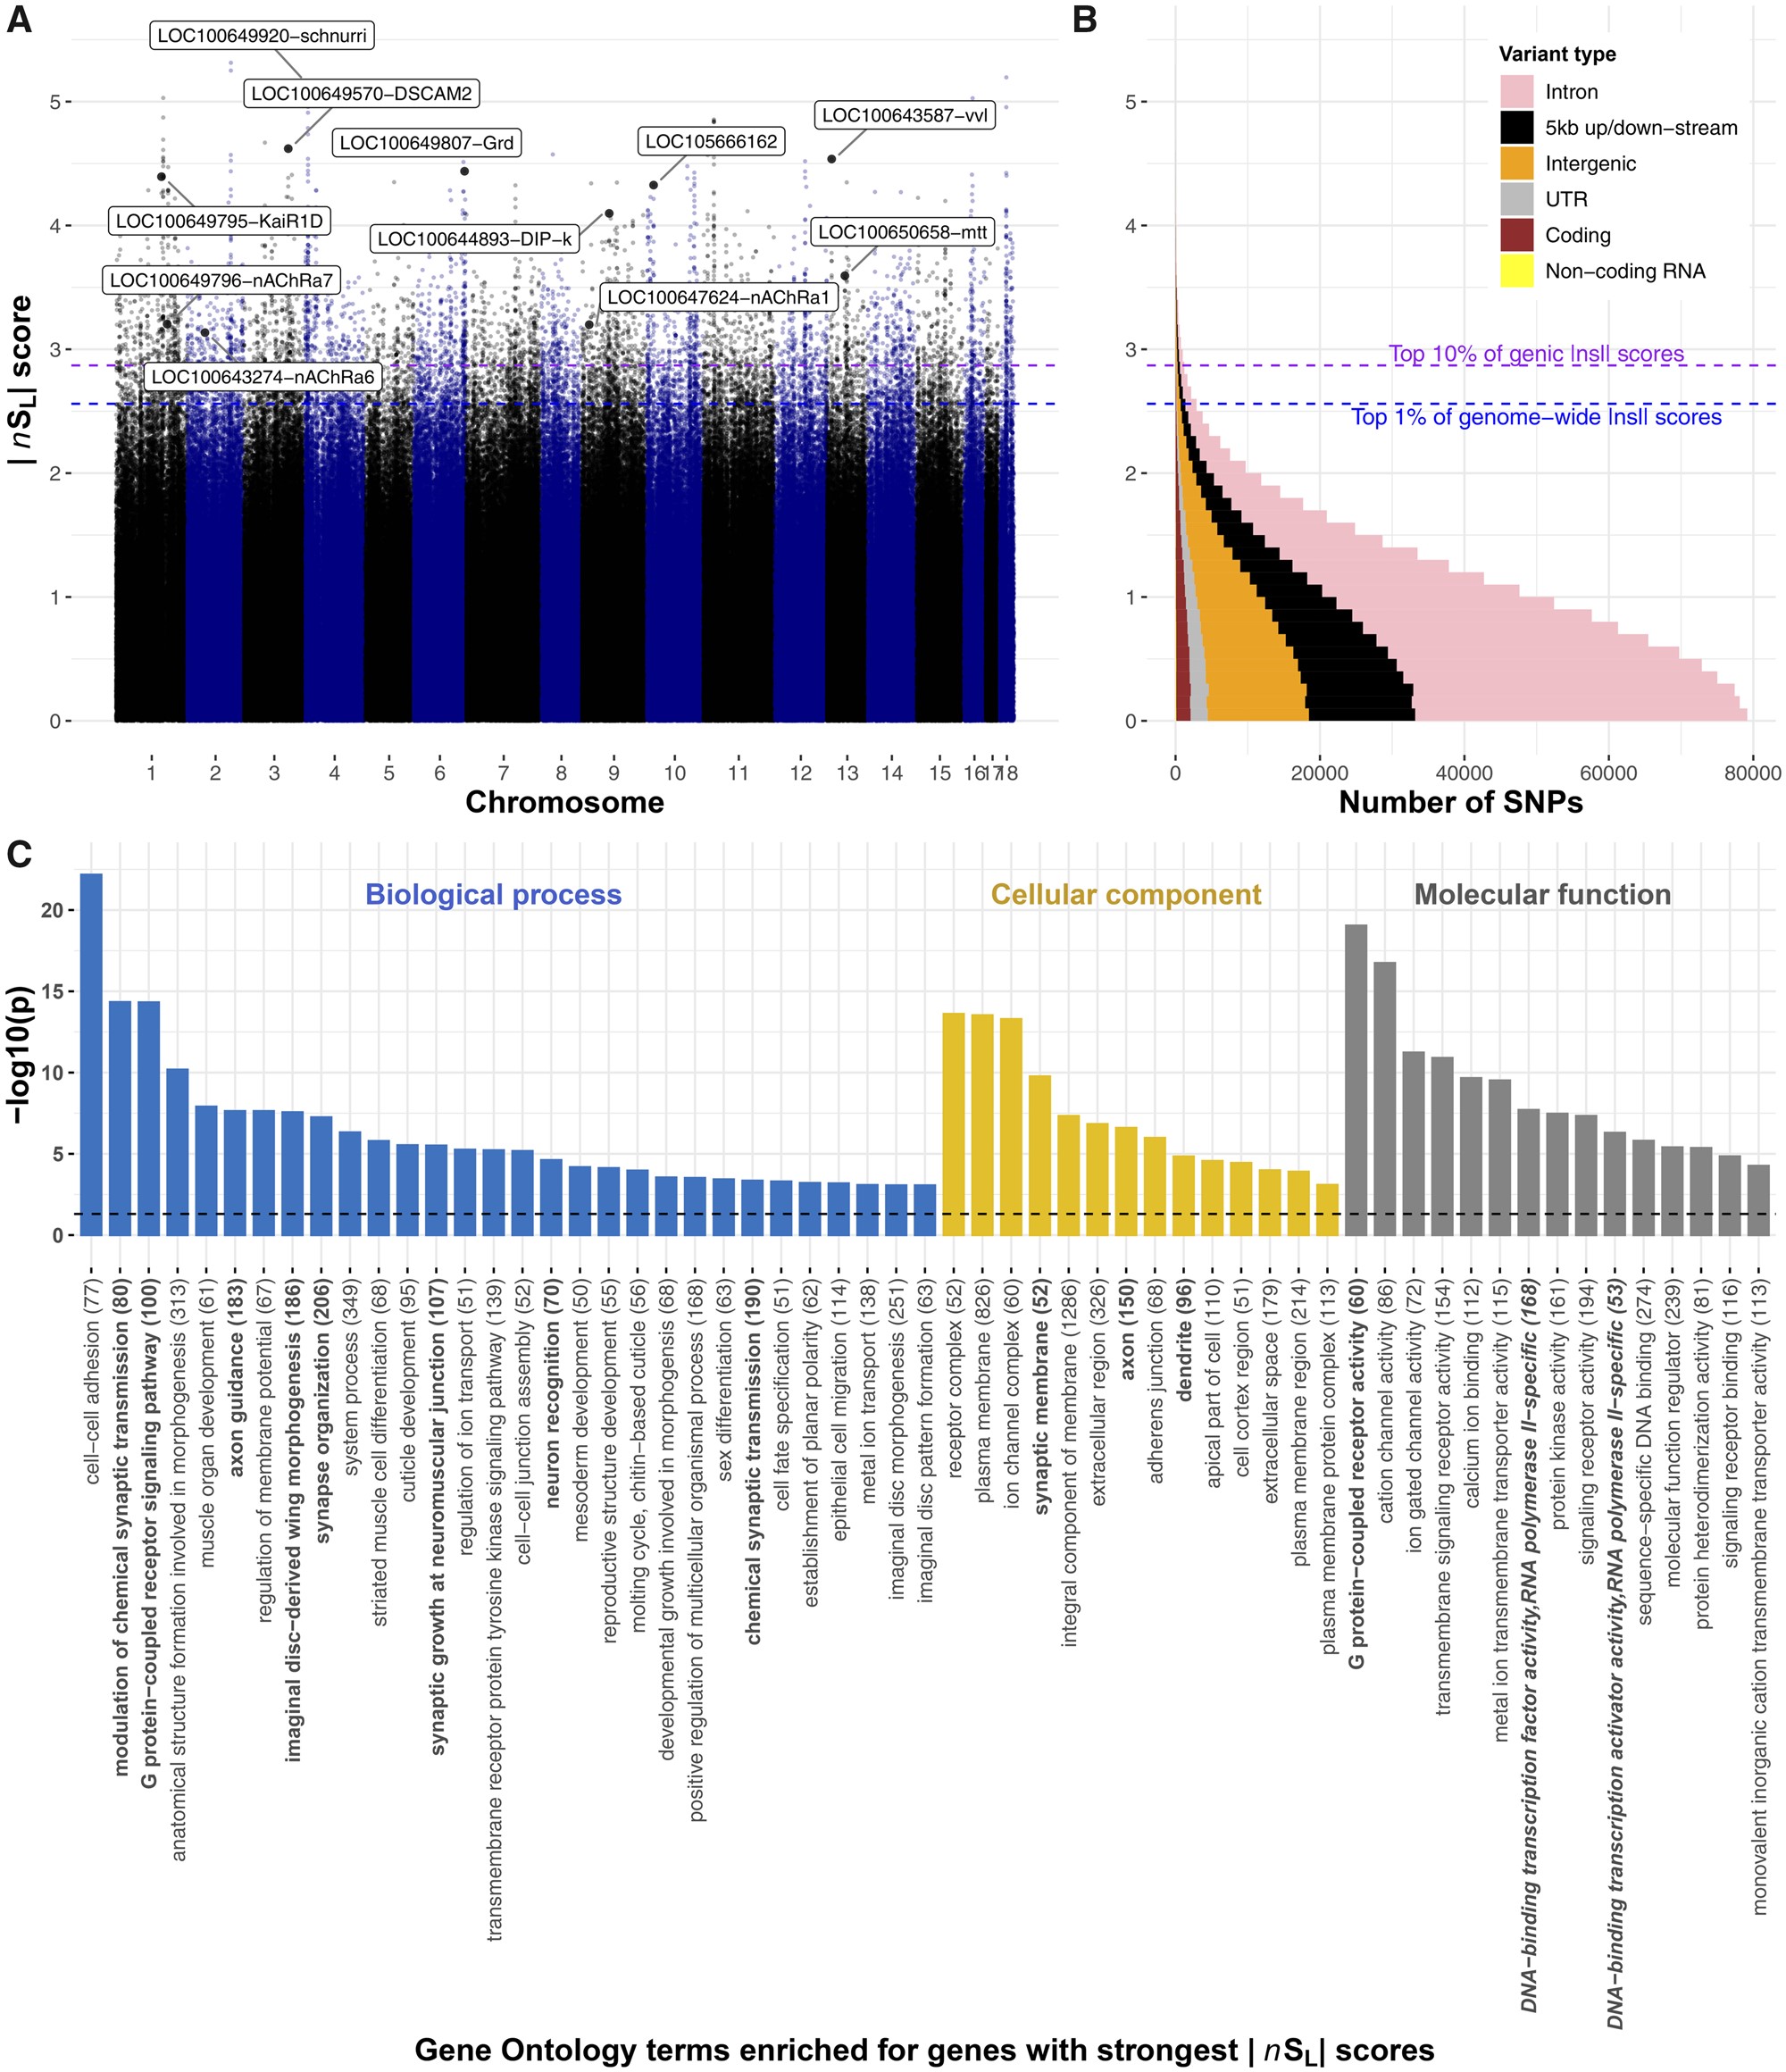 A
LOC100649920−schnurri
LOC100649570−DSCAM2
LOC100649807−Grd
LOC105666162
LOC100643587−vvl
LOC100649795−KaiR1D
LOC100644893−DIP−k
LOC100650658−mtt
LOC100649796−nAChRa7
LOC100647624−nAChRa1
LOC100643274−nAChRa6
5
4
3
2
1
0
| nSL| score
1 2 3 4 5 6 7 8 9 10 11 12 13 14 15 16 17 18
Chromosome
B
Variant type
Intron
5kb up/down−stream
Intergenic
UTR
Coding
Non−coding RNA
Top 10% of genic |nsl| scores
Top 1% of genome−wide |nsl| scores
5
4
3
2
1
0
0 20000 40000 60000 80000
Number of SNPs
C
Biological process
Cellular component
Molecular function
20
15
10
5
0
−log10(p)
cell−cell adhesion (77)
modulation of chemical synaptic transmission (80)
G protein−coupled receptor signaling pathway (100)
anatomical structure formation involved in morphogenesis (313)
muscle organ development (61)
axon guidance (183)
regulation of membrane potential (67)
imaginal disc−derived wing morphogenesis (186)
synapse organization (206)
system process (349)
striated muscle cell differentiation (68)
cuticle development (95)
synaptic growth at neuromuscular junction (107)
regulation of ion transport (51)
transmembrane receptor protein tyrosine kinase signaling pathway (139)
cell−cell junction assembly (52)
neuron recognition (70)
mesoderm development (50)
reproductive structure development (55)
molting cycle, chitin−based cuticle (56)
developmental growth involved in morphogenesis (68)
positive regulation of multicellular organismal process (168)
sex differentiation (63)
chemical synaptic transmission (190)
cell fate specification (51)
establishment of planar polarity (62)
epithelial cell migration (114)
metal ion transport (138)
imaginal disc morphogenesis (251)
imaginal disc pattern formation (63)
receptor complex (52)
plasma membrane (826)
ion channel complex (60)
synaptic membrane (52)
integral component of membrane (1286)
extracellular region (326)
axon (150)
adherens junction (68)
dendrite (96)
apical part of cell (110)
cell cortex region (51)
extracellular space (179)
plasma membrane region (214)
plasma membrane protein complex (113)
G protein−coupled receptor activity (60)
cation channel activity (86)
ion gated channel activity (72)
transmembrane signaling receptor activity (154)
calcium ion binding (112)
metal ion transmembrane transporter activity (115)
DNA−binding transcription factor activity,RNA polymerase II−specific (168)
protein kinase activity (161)
signaling receptor activity (194)
DNA−binding transcription activator activity,RNA polymerase II−specific (53)
sequence−specific DNA binding (274)
molecular function regulator (239)
protein heterodimerization activity (81)
signaling receptor binding (116)
monovalent inorganic cation transmembrane transporter activity (113)
Gene Ontology terms enriched for genes with strongest | nSL| scores